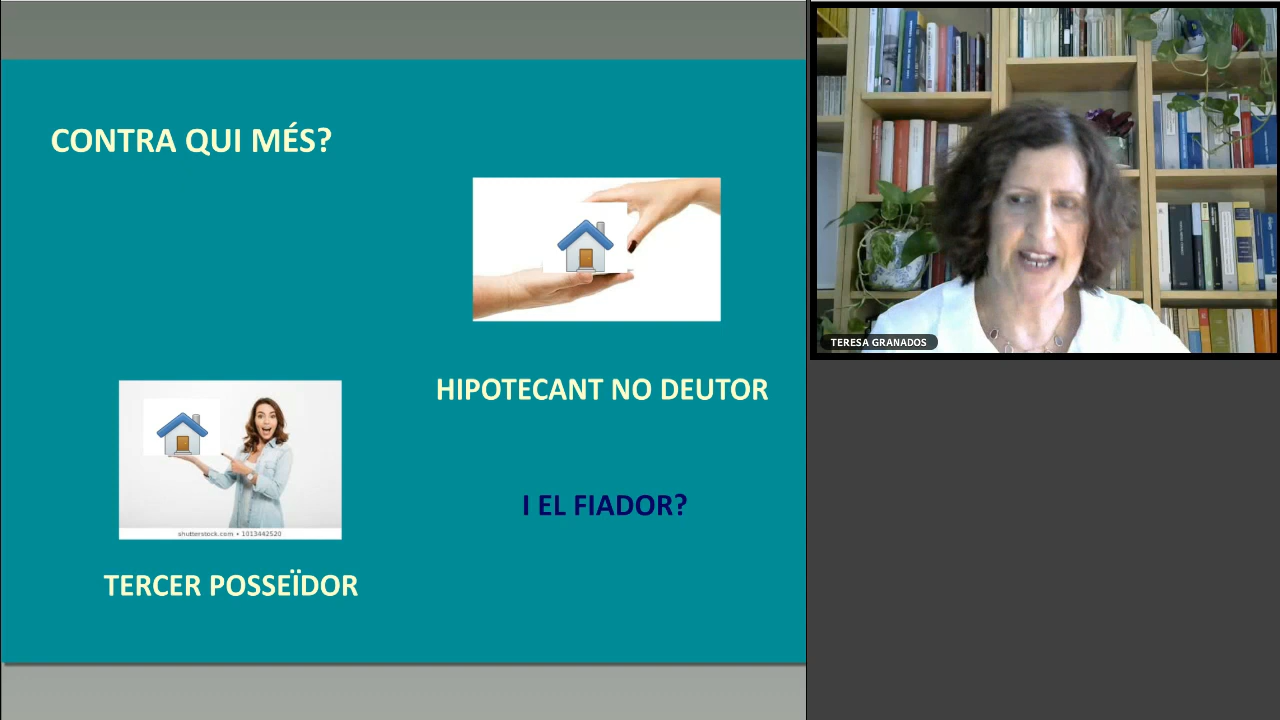 CONTRA QUI MÉS?
HIPOTECANT NO DEUTOR
I EL FIADOR?
shutterstock.com • 1013442520
TERCER POSSEÏDOR
TERESA GRANADOS